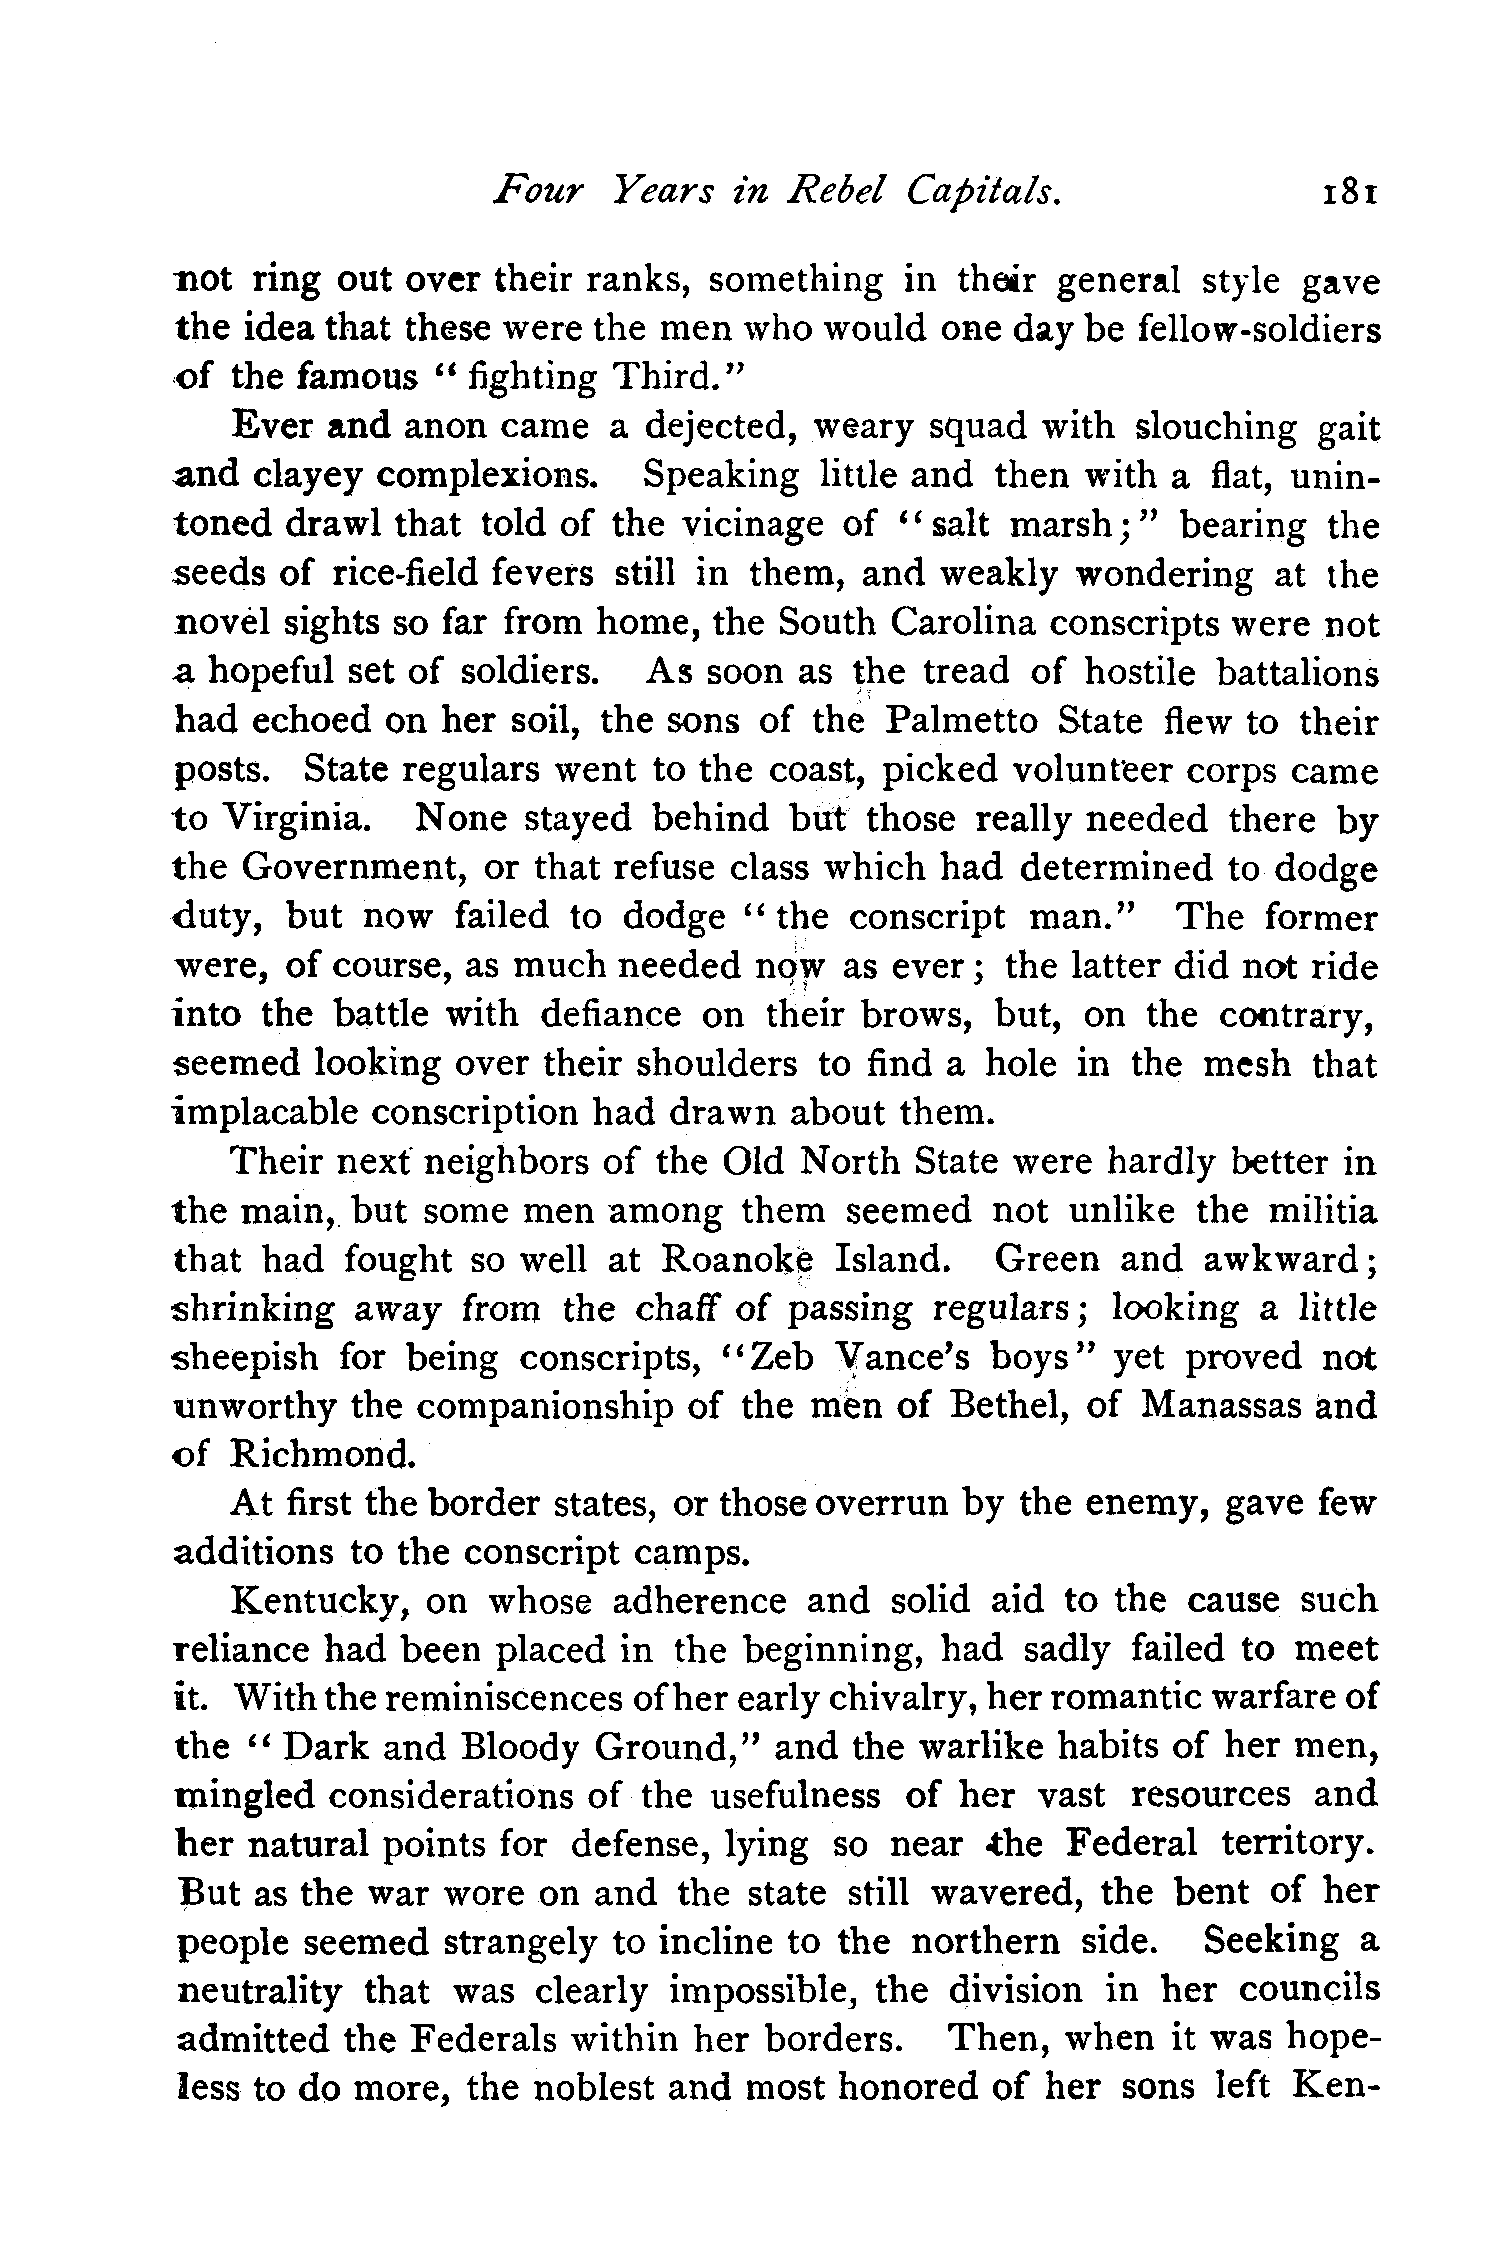 Four Years in Rebel Capitals. 181
not ring out over their ranks, something in their general style gave
the idea that these were the men who would one day be fellow-soldiers
of the famous “ fighting Third.”
Ever and anon came a dejected, weary squad with slouching gait
and clayey complexions. Speaking little and then with a flat, unin-
toned drawl that told of the vicinage of “ salt marsh ; ” bearing the
seeds of rice-field fevers still in them, and weakly wondering at the
novel sights so far from home, the South Carolina conscripts were not
a hopeful set of soldiers. As soon as the tread of hostile battalions
had echoed on her soil, the sons of the Palmetto State flew to their
posts. State regulars went to the coast, picked volunteer corps came
to Virginia. None stayed behind but those really needed there by
the Government, or that refuse class which had determined to dodge
duty, but now failed to dodge “ the conscript man.” The former
were, of course, as much needed now as ever ; the latter did not ride
into the battle with defiance on their brows, but, on the contrary,
seemed looking over their shoulders to find a hole in the mesh that
implacable conscription had drawn about them.
Their next neighbors of the Old North State were hardly better in
the main, but some men among them seemed not unlike the militia
that had fought so well at Roanoke Island. Green and awkward ;
shrinking away from the chaff of passing regulars ; looking a little
sheepish for being conscripts, “Zeb Vance’s boys” yet proved not
unworthy the companionship of the men of Bethel, of Manassas and
of Richmond.
At first the border states, or those overrun by the enemy, gave few
additions to the conscript camps.
Kentucky, on whose adherence and solid aid to the cause such
reliance had been placed in the beginning, had sadly failed to meet
it. With the reminiscences of her early chivalry, her romantic warfare of
the “ Dark and Bloody Ground,” and the warlike habits of her men,
mingled considerations of the usefulness of her vast resources and
her natural points for defense, lying so near the Federal territory.
But as the war wore on and the state still wavered, the bent of her
people seemed strangely to incline to the northern side. Seeking a
neutrality that was clearly impossible, the division in her councils
admitted the Federals within her borders. Then, when it was hope-
less to do more, the noblest and most honored of her sons left Ken-